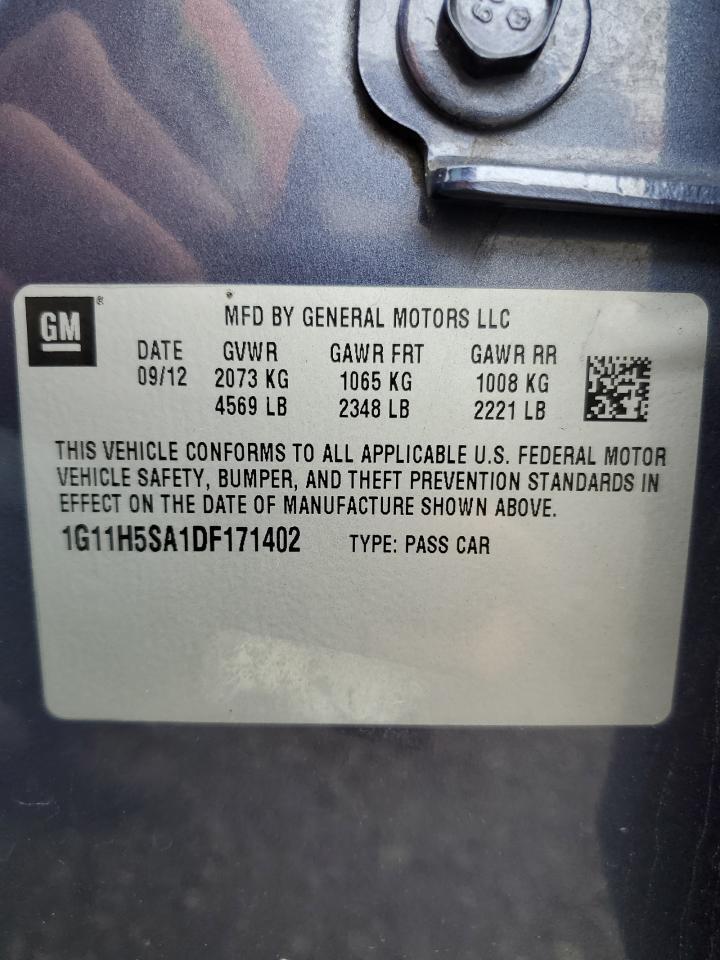 GM ®
MFD BY GENERAL MOTORS LLC
DATE GVWR GAWR FRT GAWR RR
09/12 2073 KG 1065 KG 1008 KG
4569 LB 2348 LB 2221 LB
THIS VEHICLE CONFORMS TO ALL APPLICABLE U.S. FEDERAL MOTOR
VEHICLE SAFETY, BUMPER, AND THEFT PREVENTION STANDARDS IN
EFFECT ON THE DATE OF MANUFACTURE SHOWN ABOVE.
1G11H5SA1DF171402 TYPE: PASS CAR